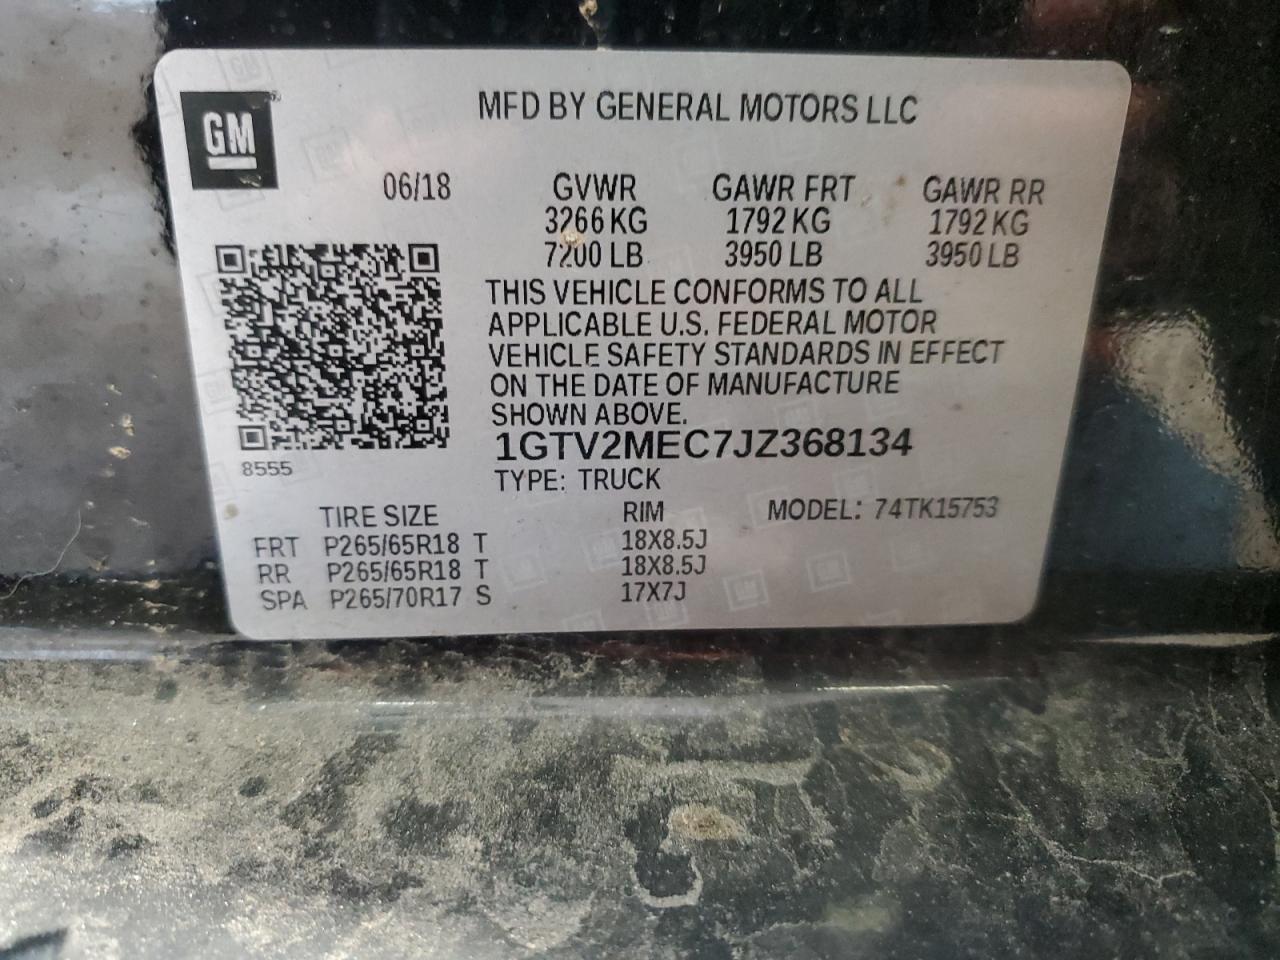 GM
MFD BY GENERAL MOTORS LLC
06/18 GVWR GAWR FRT GAWR RR
3266 KG 1792 KG 1792 KG
7200 LB 3950 LB 3950 LB
THIS VEHICLE CONFORMS TO ALL
APPLICABLE U.S. FEDERAL MOTOR
VEHICLE SAFETY STANDARDS IN EFFECT
ON THE DATE OF MANUFACTURE
SHOWN ABOVE.
1GTV2MEC7JZ368134
8555
TYPE: TRUCK
TIRE SIZE RIM MODEL: 74TK15753
FRT P265/65R18 T 18X8.5J
RR P265/65R18 T 18X8.5J
SPA P265/70R17 S 17X7J